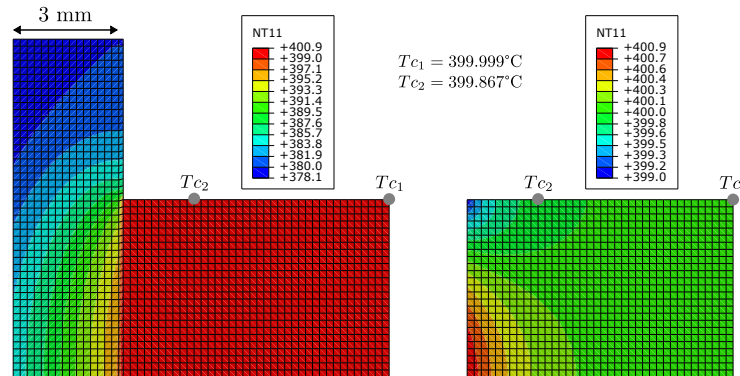 3 mm
NT11
+400.9
+399.0
+397.1
+395.2
+393.3
+391.4
+389.5
+387.6
+385.7
+383.8
+381.9
+380.0
+378.1
Tc₁ = 399.999°C
Tc₂ = 399.867°C
NT11
+400.9
+400.7
+400.6
+400.4
+400.3
+400.1
+400.0
+399.8
+399.6
+399.5
+399.3
+399.2
+399.0
Tc₂
Tc₁
Tc₂
Tc